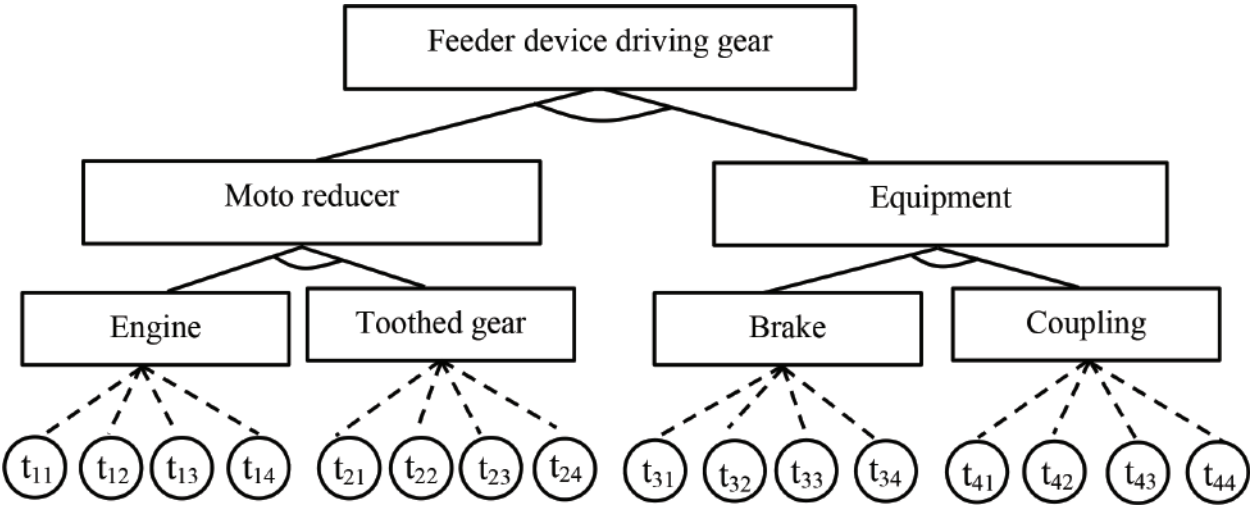 Feeder device driving gear
Moto reducer
Equipment
Engine
Toothed gear
Brake
Coupling
t11 t12 t13 t14 t21 t22 t23 t24 t31 t32 t33 t34 t41 t42 t43 t44